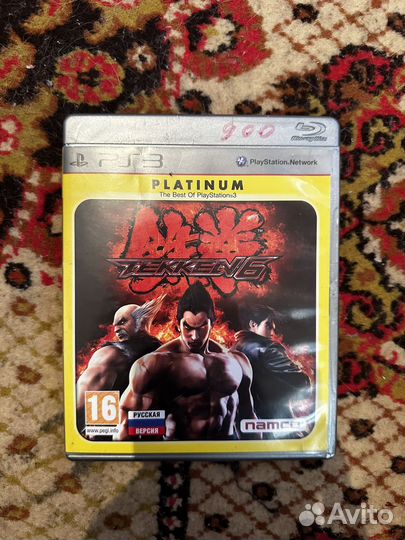 900
Blu-ray Disc
PS3
PlayStation Network
PLATINUM
The Best Of PlayStation®3
鉄拳
TEKKEN 6
16
www.pegi.info
РУССКАЯ
ВЕРСИЯ
namco
Avito